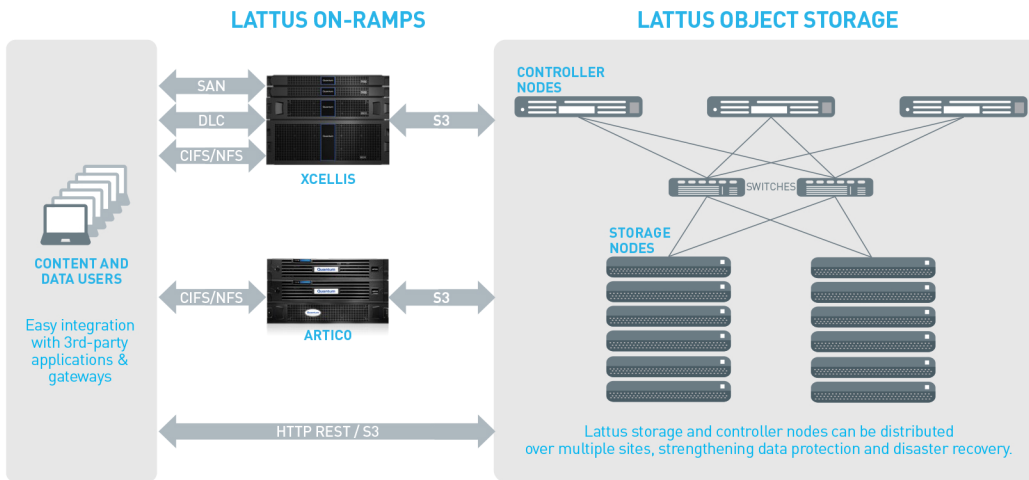 LATTUS ON-RAMPS
LATTUS OBJECT STORAGE
SAN
DLC
CIFS/NFS
S3
XCELLIS
CONTENT AND
DATA USERS
Easy integration
with 3rd-party
applications &
gateways
CIFS/NFS
Quantum
Quantum
S3
ARTICO
HTTP REST / S3
CONTROLLER
NODES
SWITCHES
STORAGE
NODES
Lattus storage and controller nodes can be distributed
over multiple sites, strengthening data protection and disaster recovery.